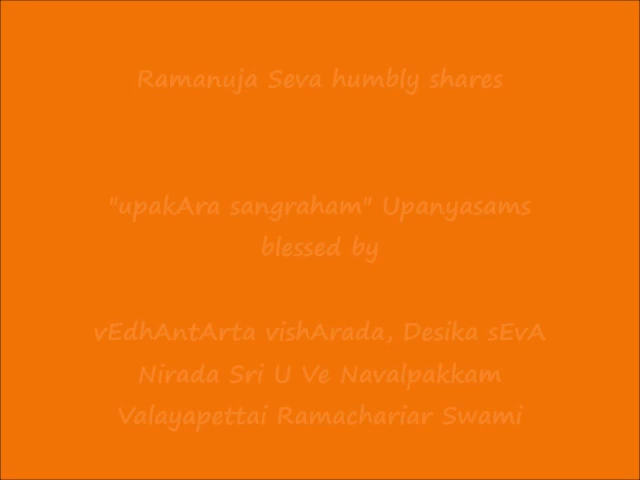 Ramanuja Seva humbly shares
"upakAra sangraham" Upanyasams
blessed by
vEdhAntArta vishArada, Desika sEvA
Nirada Sri U Ve Navalpakkam
Valayapettai Ramachariar Swami